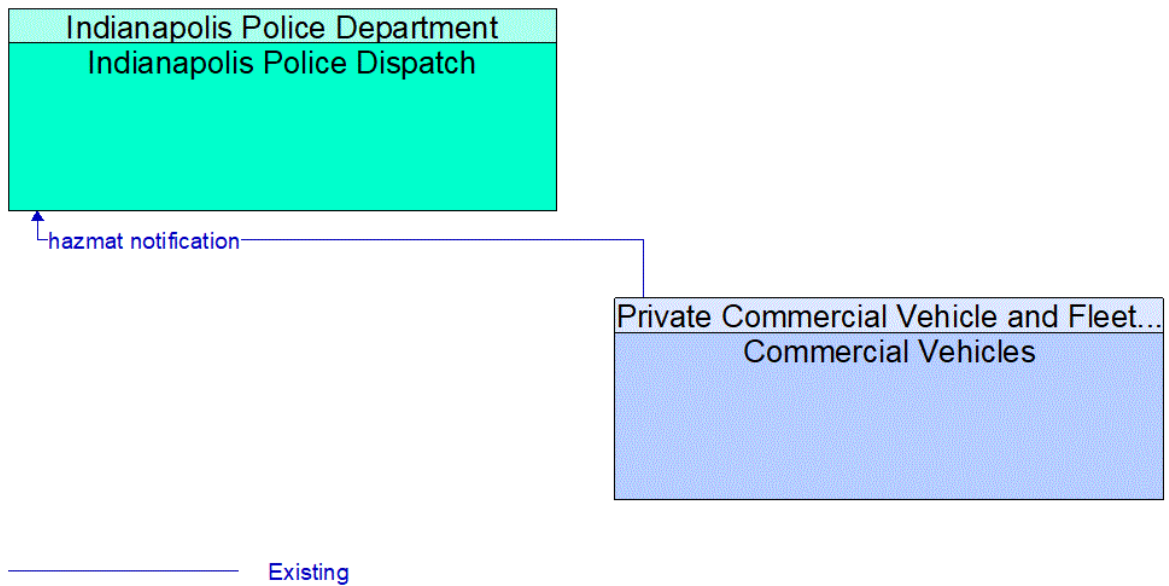 Indianapolis Police Department
Indianapolis Police Dispatch
hazmat notification
Private Commercial Vehicle and Fleet...
Commercial Vehicles
Existing